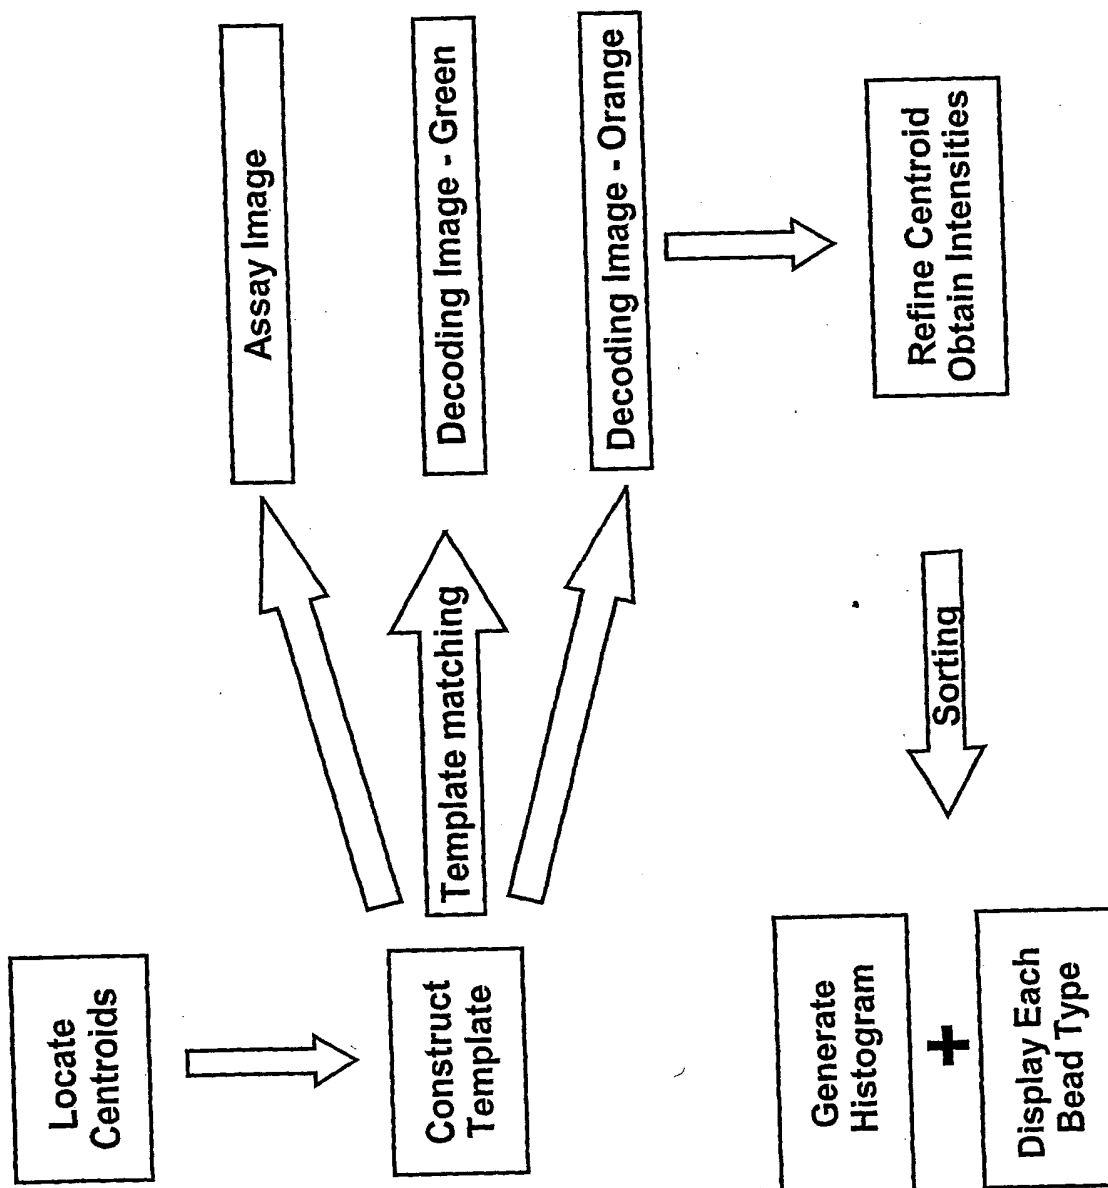 Locate
Centroids
Construct
Template
Template matching
Assay Image
Decoding Image - Green
Decoding Image - Orange
Refine Centroid
Obtain Intensities
Sorting
Generate
Histogram
+
Display Each
Bead Type